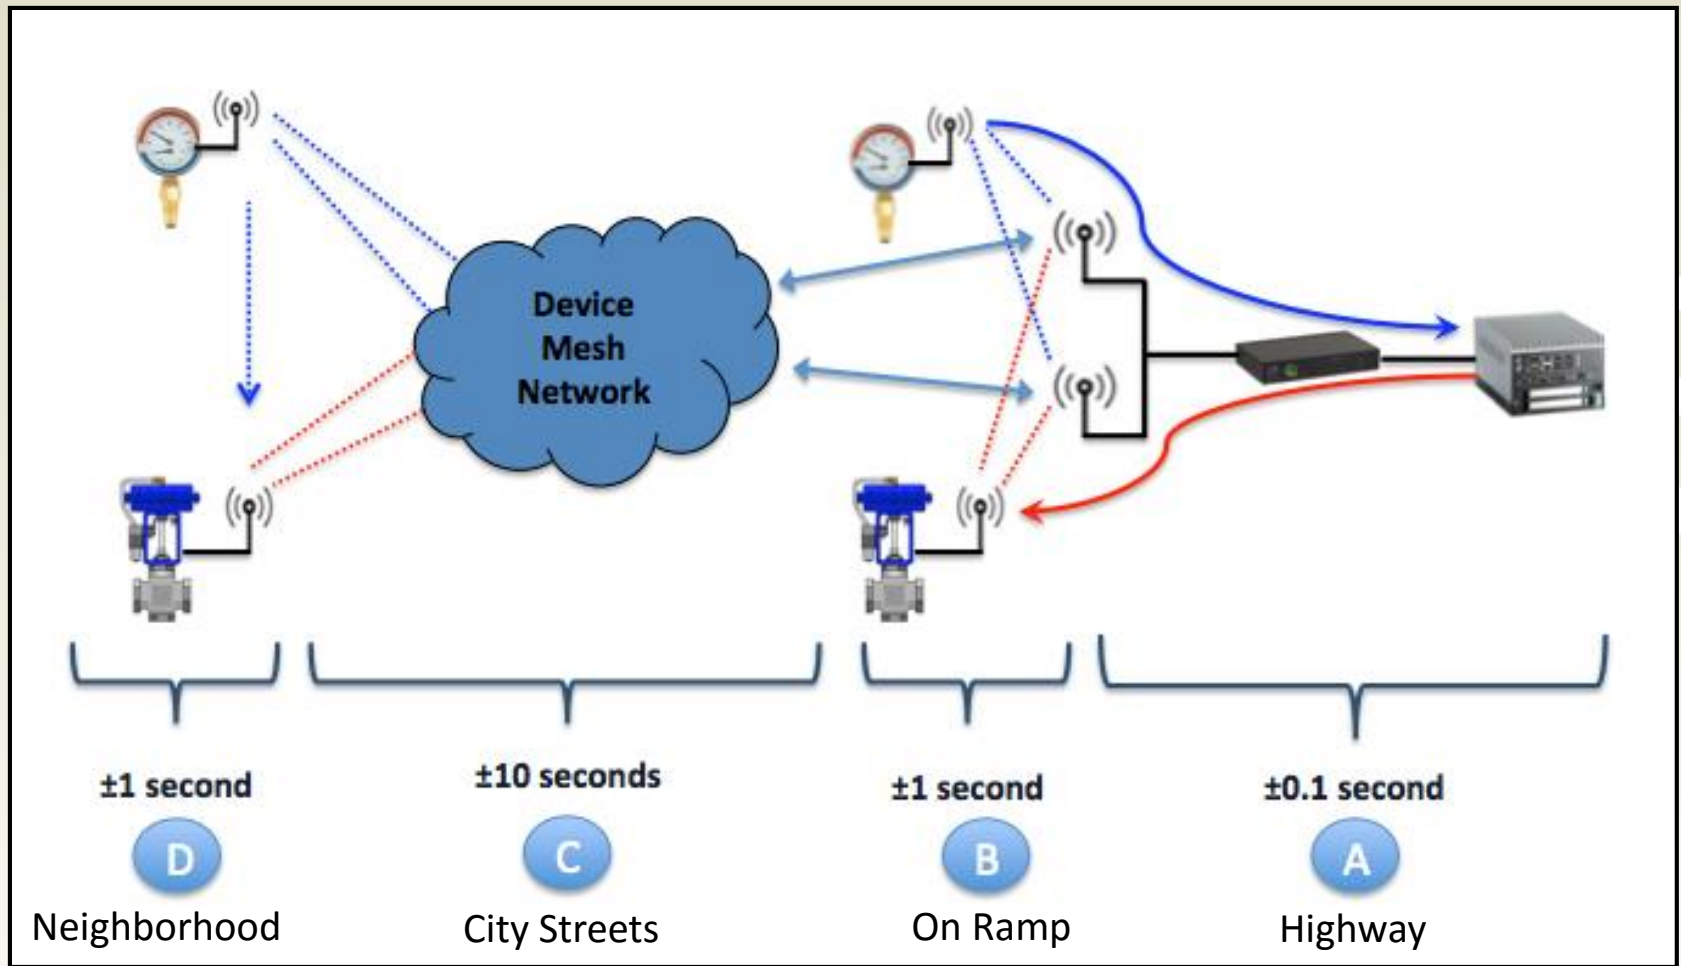 Device
Mesh
Network
±1 second
±10 seconds
±1 second
±0.1 second
D
C
B
A
Neighborhood
City Streets
On Ramp
Highway